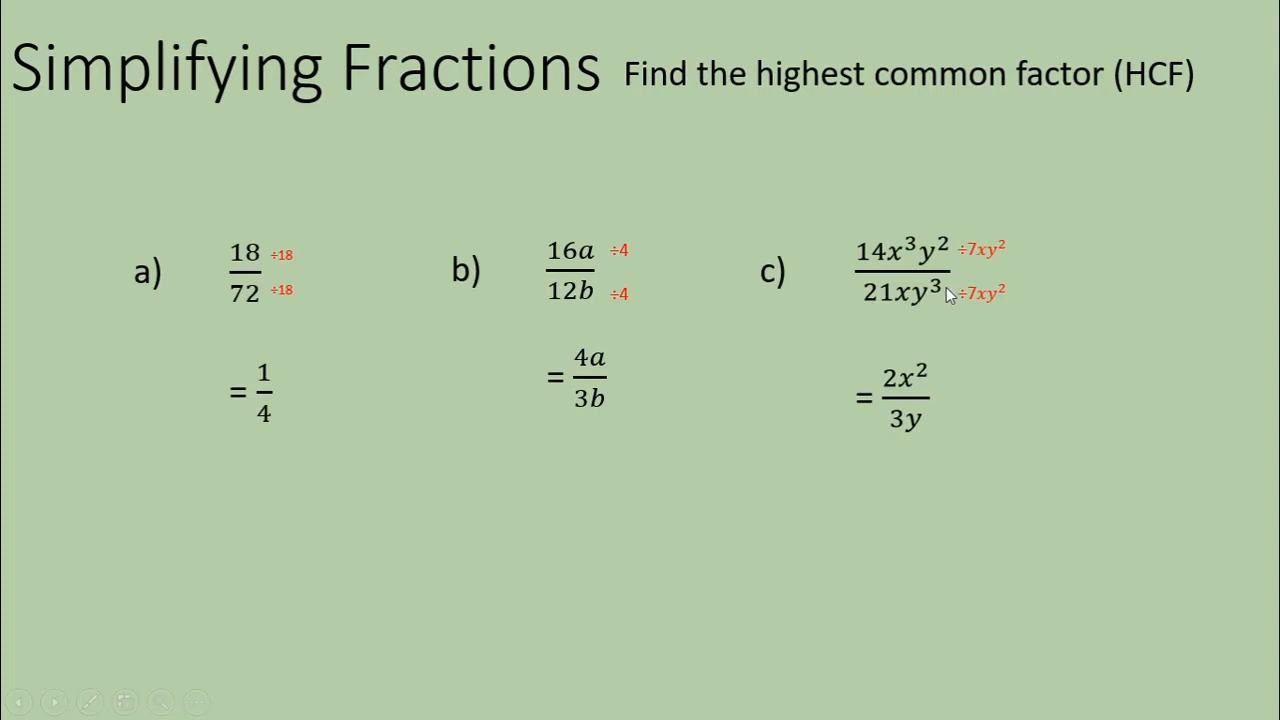 Simplifying Fractions Find the highest common factor (HCF)
a) 18/72 ÷18 ÷18
= 1/4
b) 16a/12b ÷4 ÷4
= 4a/3b
c) 14x³y²/21xy³ ÷7xy² ÷7xy²
= 2x²/3y